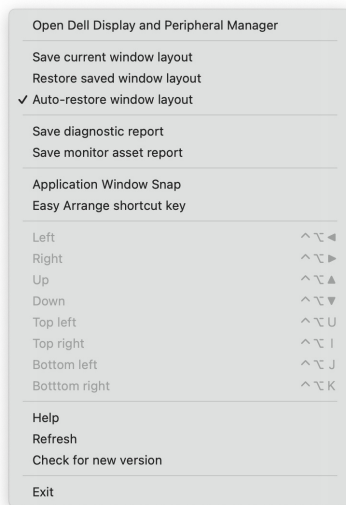 Open Dell Display and Peripheral Manager
Save current window layout
Restore saved window layout
✓ Auto-restore window layout
Save diagnostic report
Save monitor asset report
Application Window Snap
Easy Arrange shortcut key
Left ^⌥◀
Right ^⌥▶
Up ^⌥▲
Down ^⌥▼
Top left ^⌥U
Top right ^⌥I
Bottom left ^⌥J
Botttom right ^⌥K
Help
Refresh
Check for new version
Exit